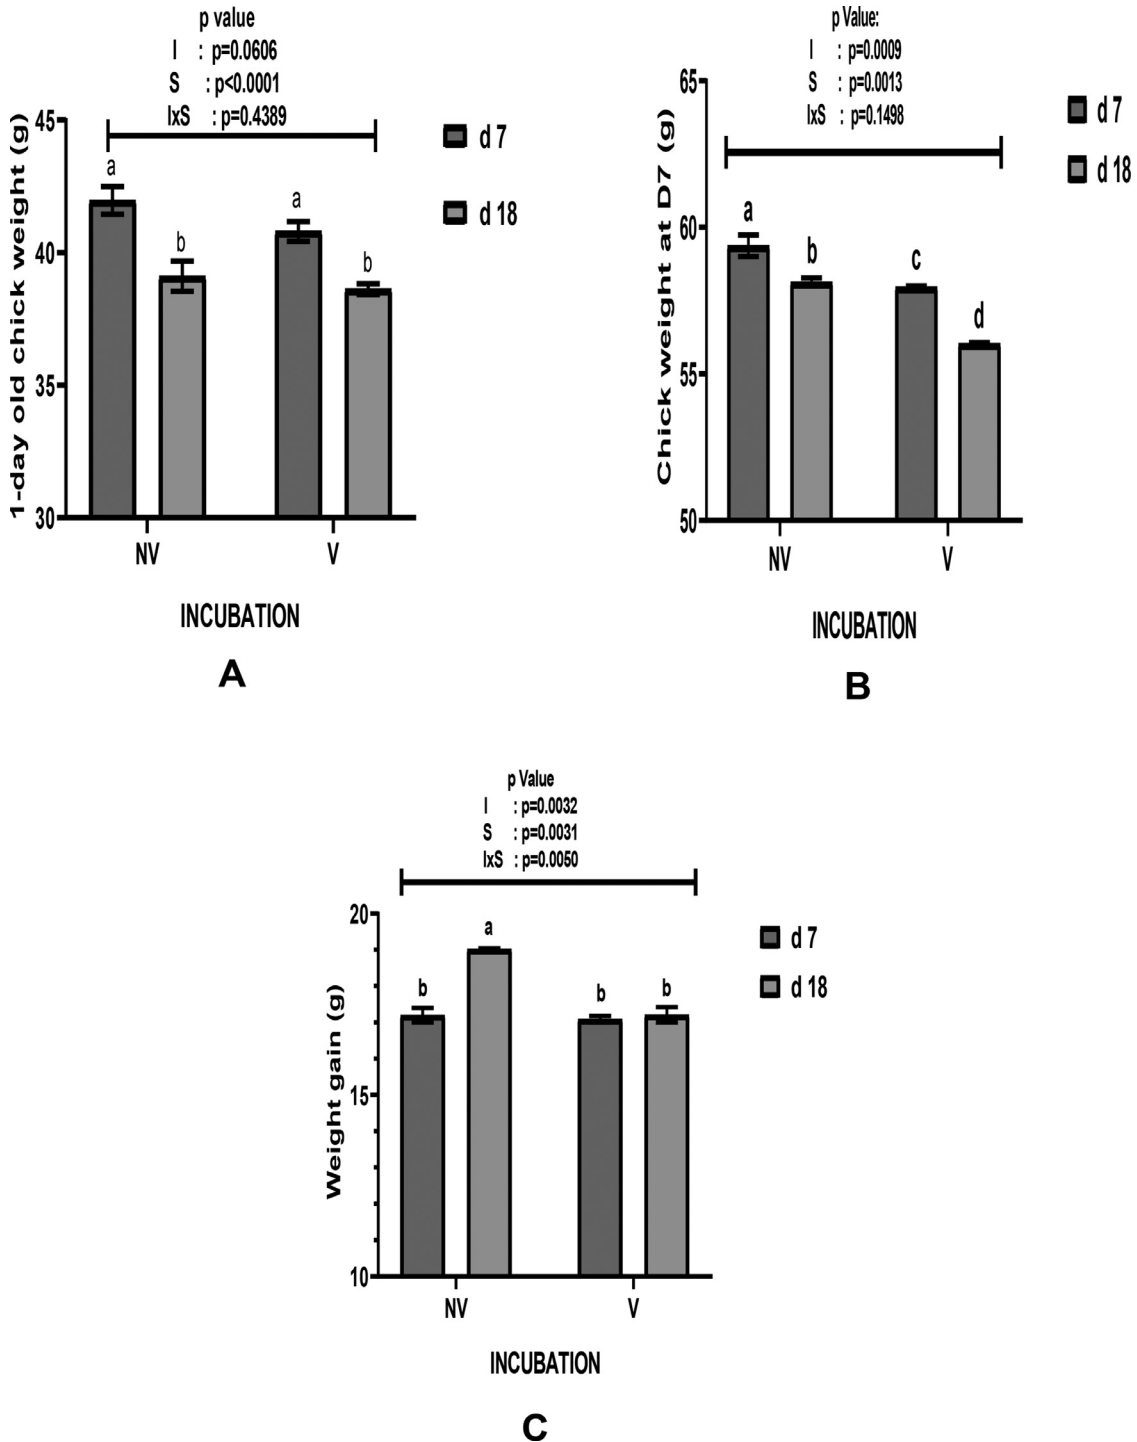 p value
I : p=0.0606
S : p<0.0001
IxS : p=0.4389
1-day old chick weight (g)
45
40
35
30
a
b
a
b
d 7
d 18
NV
V
INCUBATION
A
p Value:
I : p=0.0009
S : p=0.0013
IxS : p=0.1498
Chick weight at D7 (g)
65
60
55
50
a
b
c
d
d 7
d 18
NV
V
INCUBATION
B
p Value
I : p=0.0032
S : p=0.0031
IxS : p=0.0050
Weight gain (g)
20
15
10
b
a
b
b
d 7
d 18
NV
V
INCUBATION
C